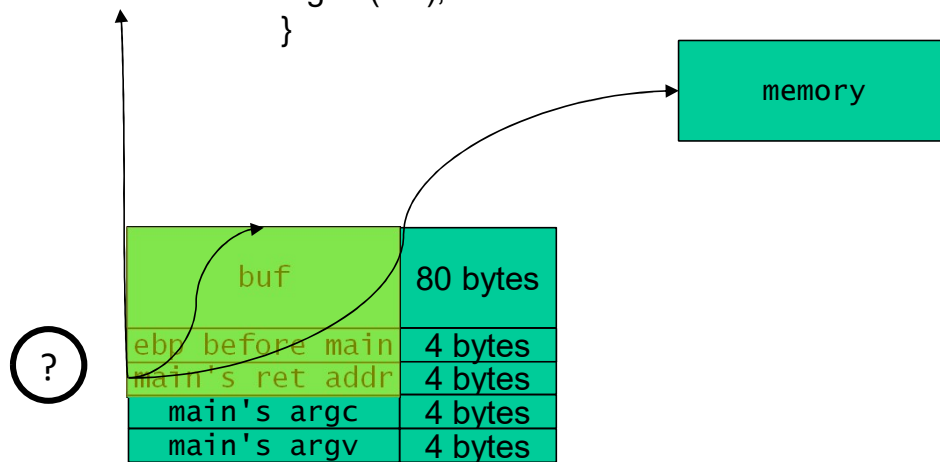 }
memory
buf
80 bytes
ebp before main
4 bytes
?
main's ret addr
4 bytes
main's argc
4 bytes
main's argv
4 bytes